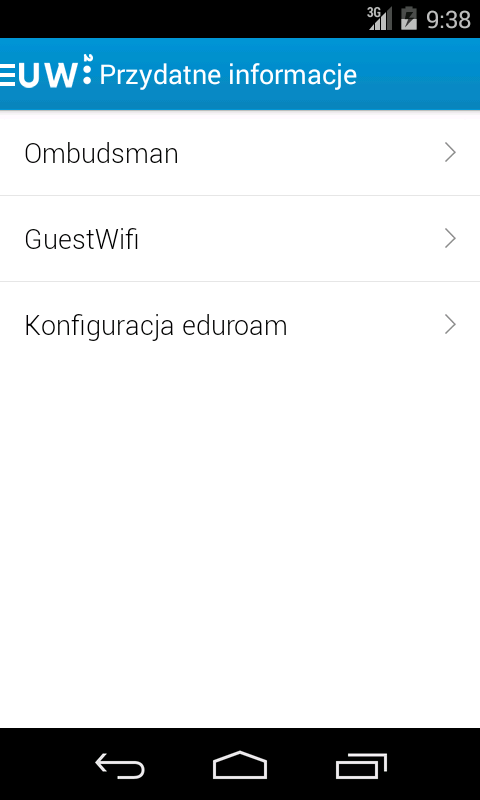 3G
9:38
UW Przydatne informacje
Ombudsman
GuestWifi
Konfiguracja eduroam